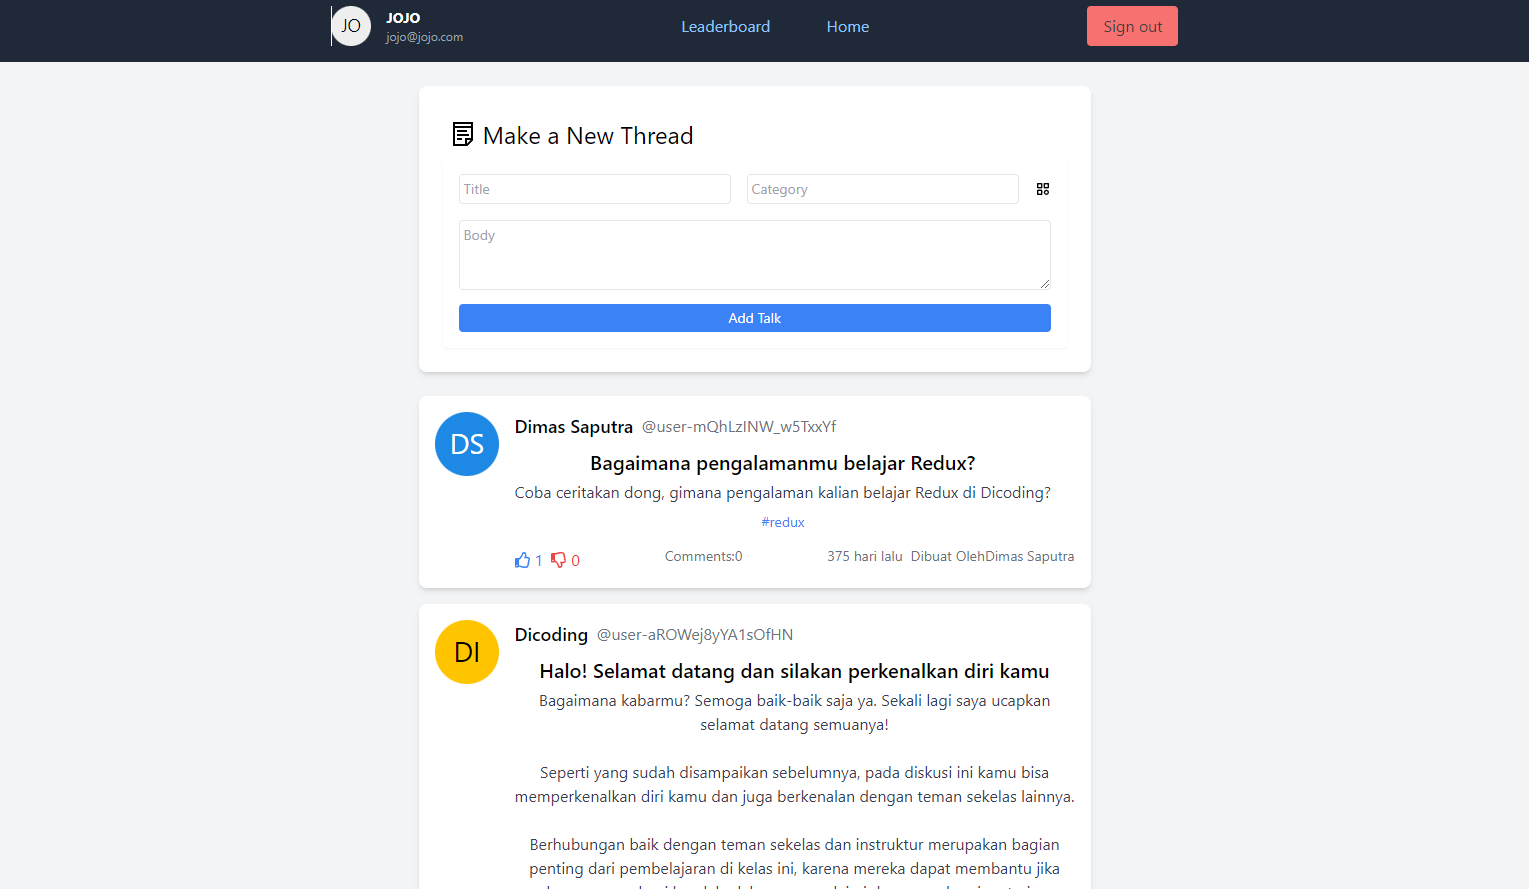 JO
JOJO
jojo@jojo.com
Leaderboard
Home
Sign out
Make a New Thread
Title
Category
Body
Add Talk
DS
Dimas Saputra @user-mQhLzINW_w5TxxYf
Bagaimana pengalamanmu belajar Redux?
Coba ceritakan dong, gimana pengalaman kalian belajar Redux di Dicoding?
#redux
1 0 Comments:0 375 hari lalu Dibuat OlehDimas Saputra
DI
Dicoding @user-aROWej8yYA1sOfHN
Halo! Selamat datang dan silakan perkenalkan diri kamu
Bagaimana kabarmu? Semoga baik-baik saja ya. Sekali lagi saya ucapkan
selamat datang semuanya!
Seperti yang sudah disampaikan sebelumnya, pada diskusi ini kamu bisa
memperkenalkan diri kamu dan juga berkenalan dengan teman sekelas lainnya.
Berhubungan baik dengan teman sekelas dan instruktur merupakan bagian
penting dari pembelajaran di kelas ini, karena mereka dapat membantu jika